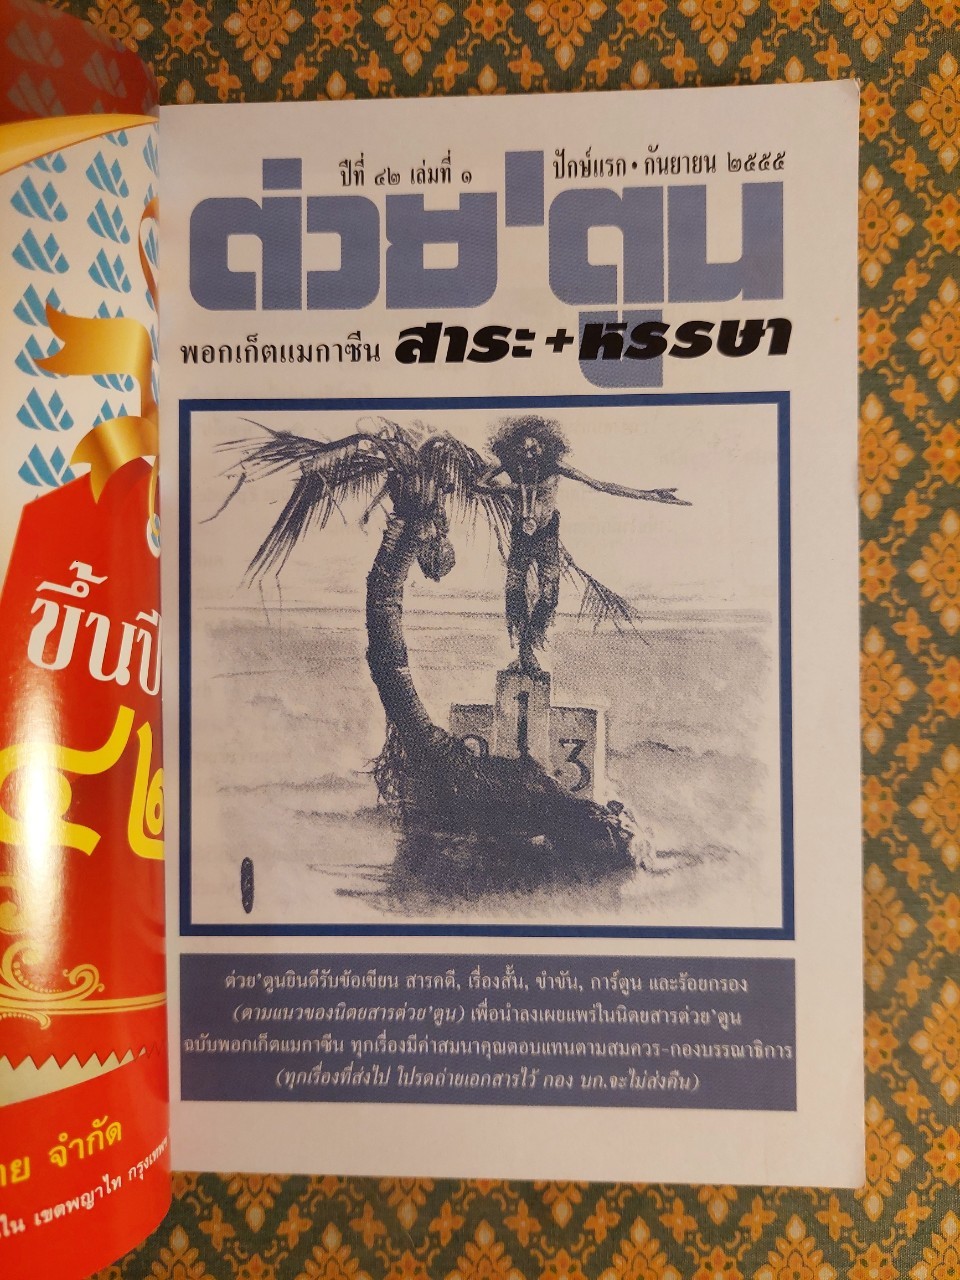 ปีที่ ๔๒ เล่มที่ ๑
ปักษ์แรก • กันยายน ๒๕๕๕
ต่วย'ตูน
พอกเก็ตแมกาซีน สาระ + หรรษา
1
3
ต่วย'ตูนยินดีรับข้อเขียน สารคดี, เรื่องสั้น, ขำขัน, การ์ตูน และร้อยกรอง
(ตามแนวของนิตยสารต่วย'ตูน) เพื่อนำลงเผยแพร่ในนิตยสารต่วย'ตูน
ฉบับพอกเก็ตแมกาซีน ทุกเรื่องมีค่าสมนาคุณตอบแทนตามสมควร-กองบรรณาธิการ
(ทุกเรื่องที่ส่งไป โปรดถ่ายเอกสารไว้ กอง บก.จะไม่ส่งคืน)
ขึ้นปี
๔๒
จำกัด
เขตพญาไท